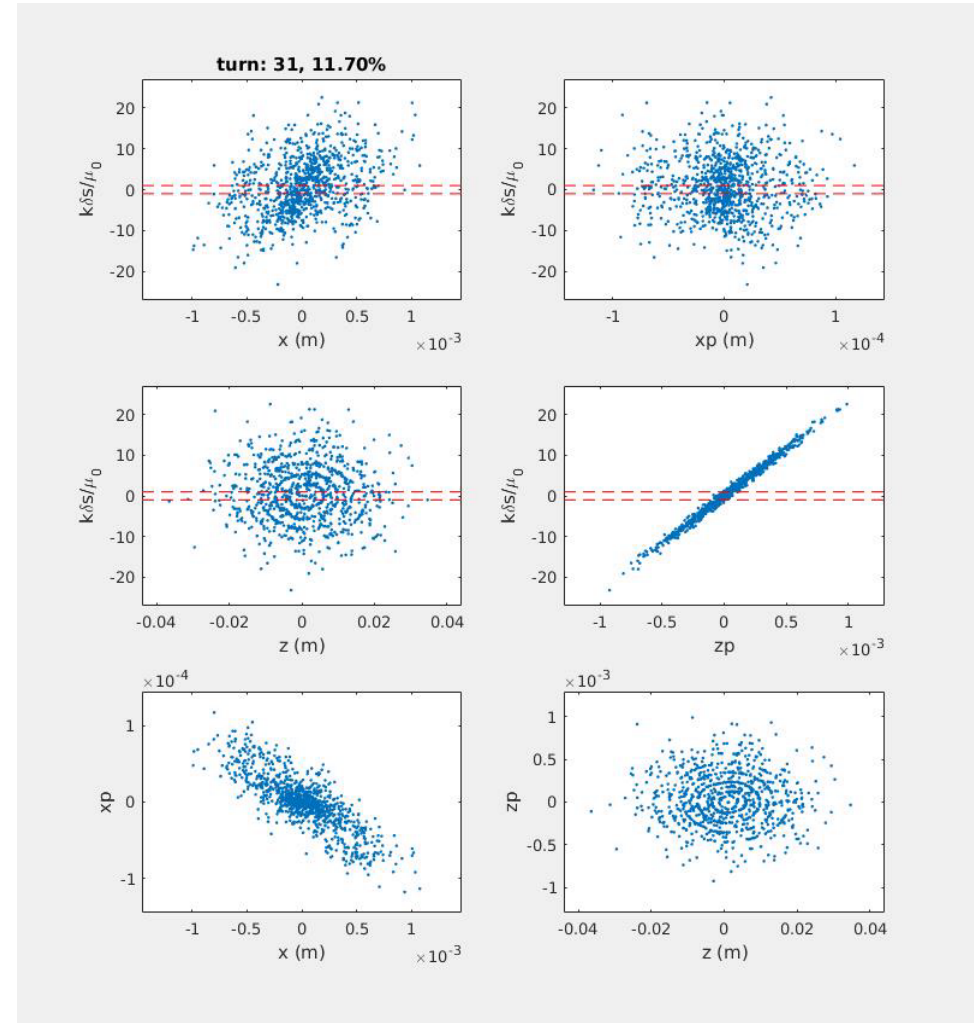 turn: 31, 11.70%
20
10
0
-10
-20
kδs/μ0
-1 -0.5 0 0.5 1
x (m) ×10-3
20
10
0
-10
-20
kδs/μ0
-1 0 1
xp (m) ×10-4
20
10
0
-10
-20
kδs/μ0
-0.04 -0.02 0 0.02 0.04
z (m)
20
10
0
-10
-20
kδs/μ0
-1 -0.5 0 0.5 1
zp ×10-3
×10-4
1
0
-1
xp
-1 -0.5 0 0.5 1
x (m) ×10-3
×10-3
1
0.5
0
-0.5
-1
zp
-0.04 -0.02 0 0.02 0.04
z (m)